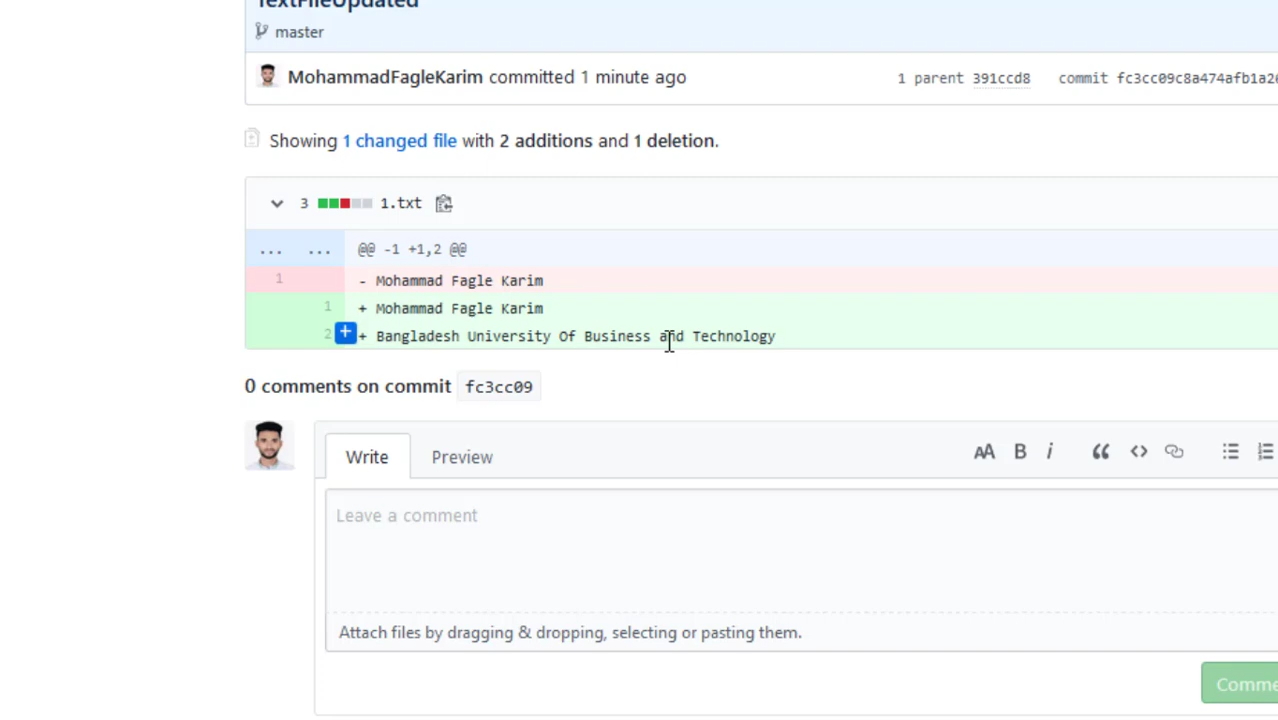 TextFileUpdated
master
MohammadFagleKarim committed 1 minute ago 1 parent 391ccd8 commit fc3cc09c8a474afb1a2
Showing 1 changed file with 2 additions and 1 deletion.
3 1.txt
... ... @@ -1 +1,2 @@
1 - Mohammad Fagle Karim
1 + Mohammad Fagle Karim
2 + Bangladesh University Of Business and Technology
0 comments on commit fc3cc09
Write Preview AA B i
Leave a comment
Attach files by dragging & dropping, selecting or pasting them.
Comme